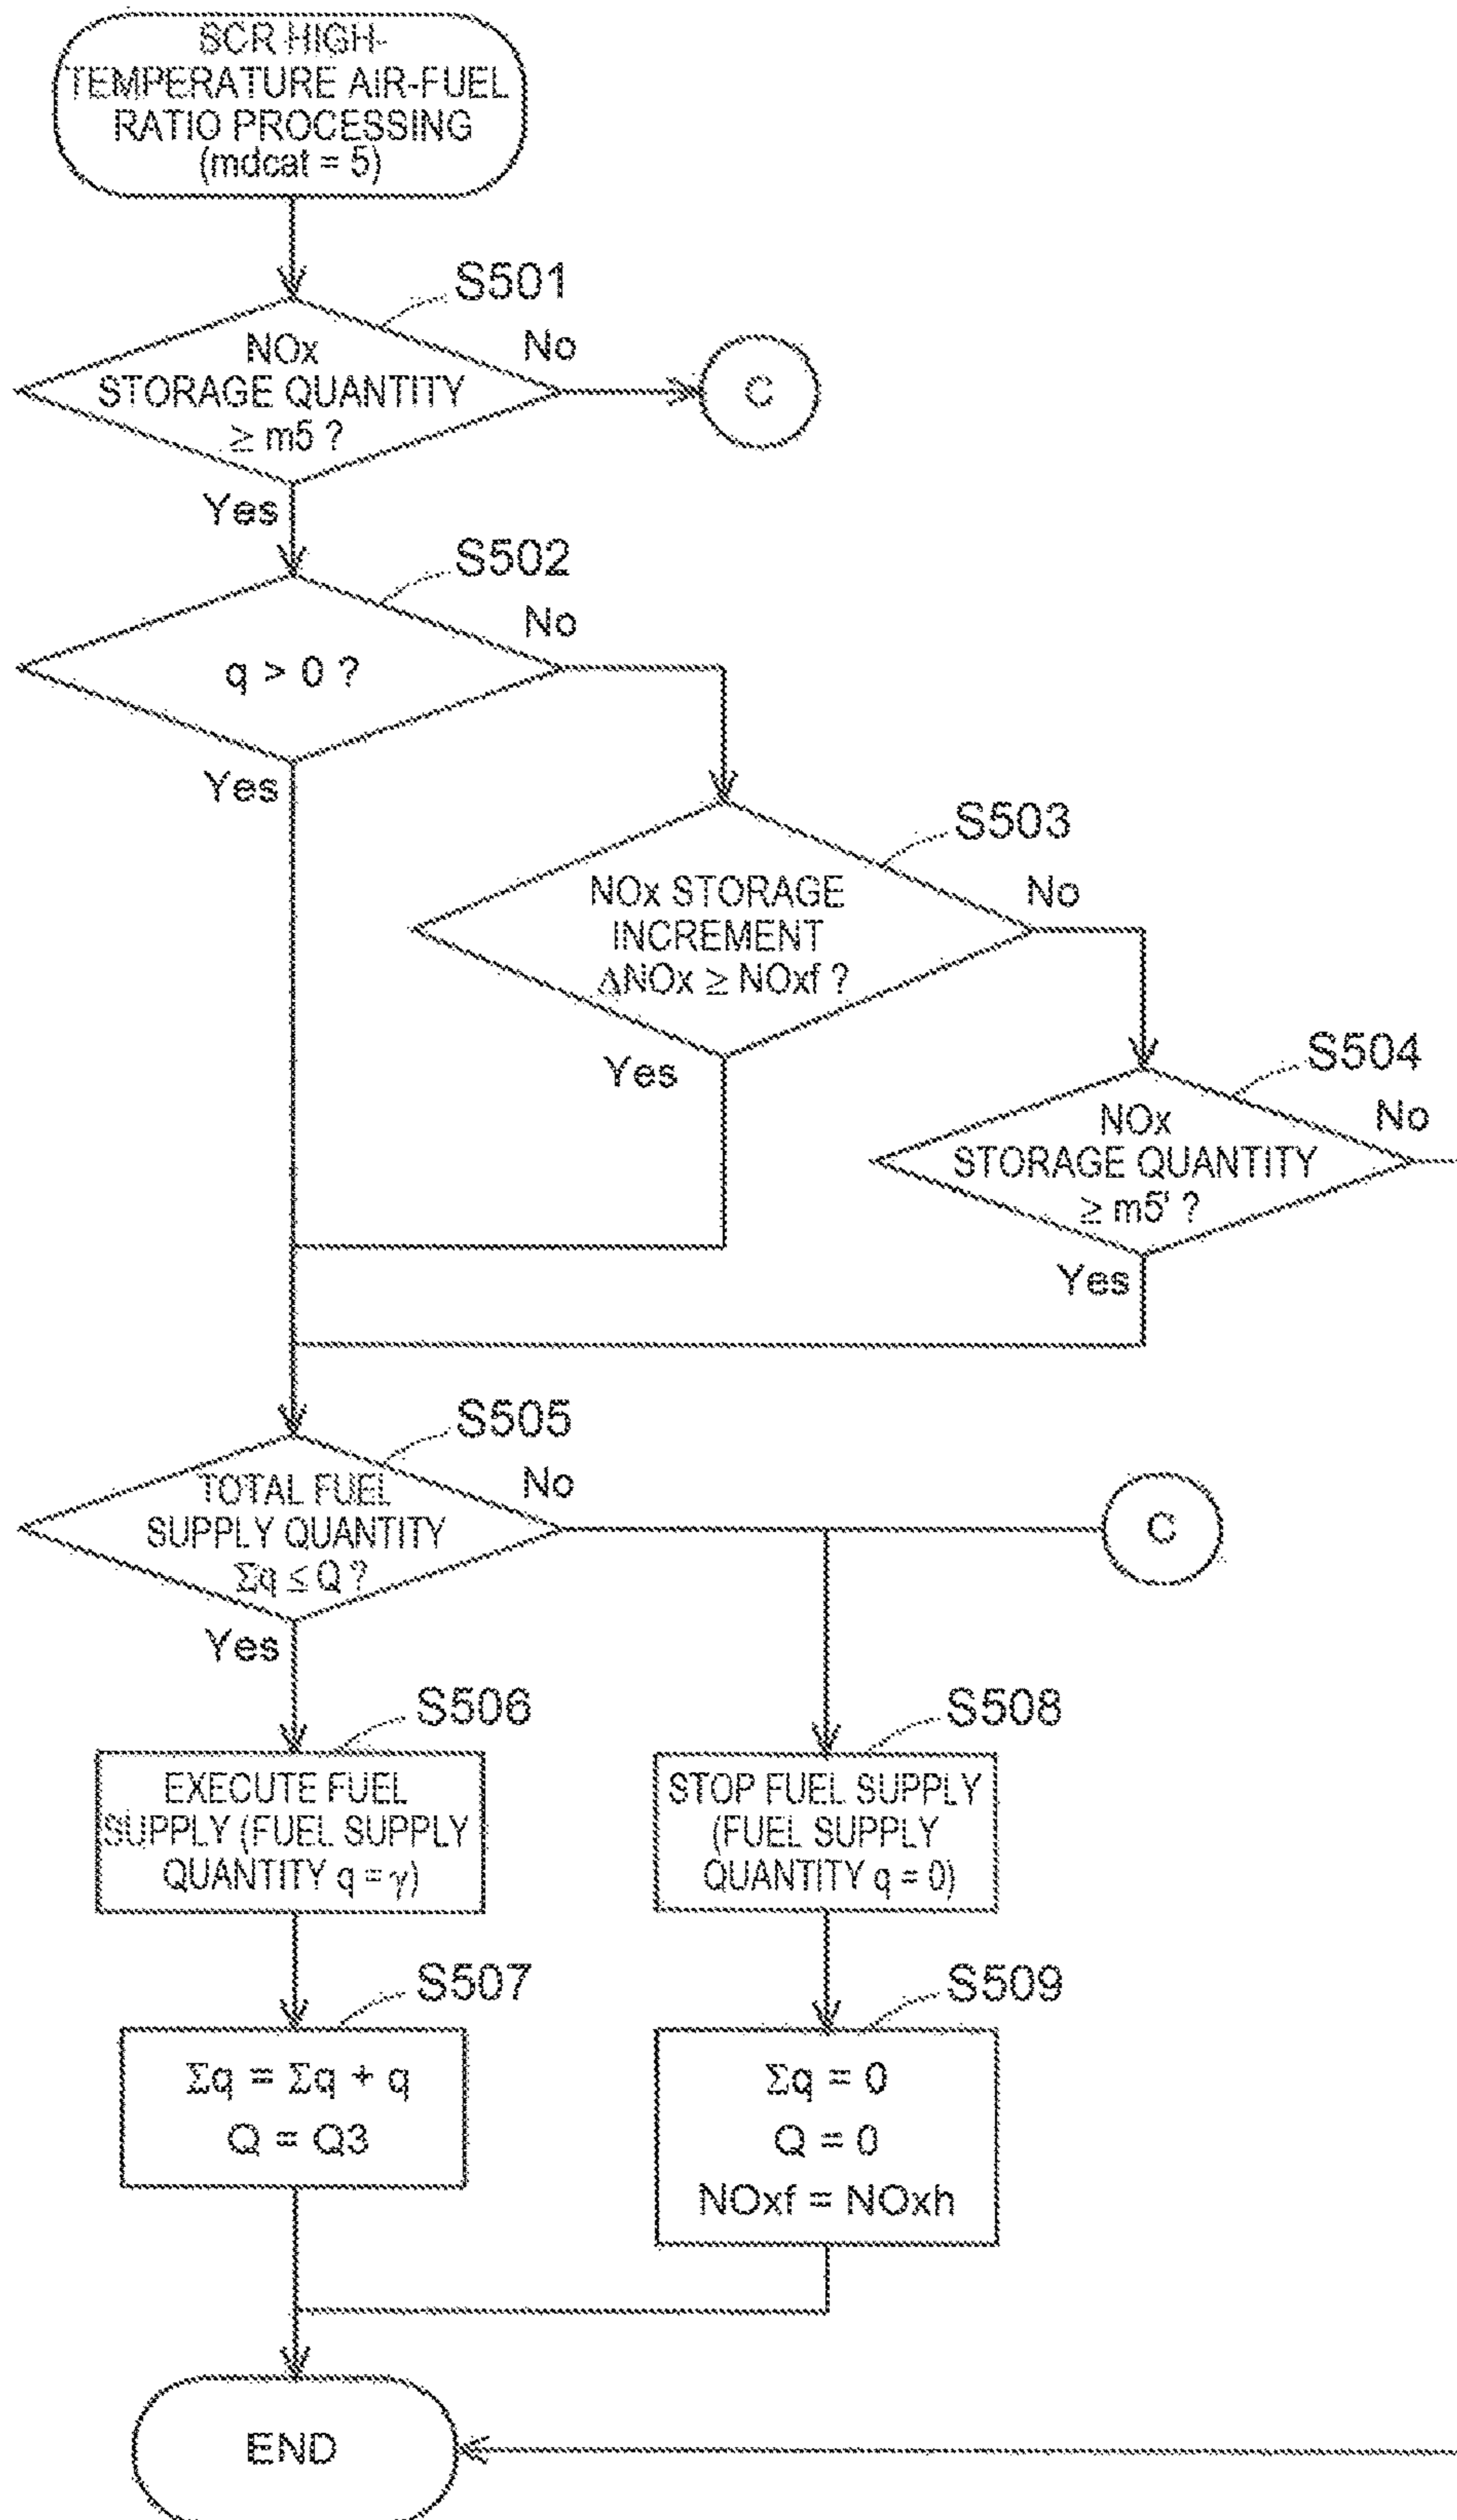 SCR HIGH-
TEMPERATURE AIR-FUEL
RATIO PROCESSING
(mdcat = 5)
S501
NOx
STORAGE QUANTITY
≥ m5 ?
No
C
Yes
S502
q > 0 ?
No
Yes
S503
NOx STORAGE
INCREMENT
ΔNOx ≥ NOxf ?
No
Yes
S504
NOx
STORAGE QUANTITY
≥ m5' ?
No
Yes
S505
TOTAL FUEL
SUPPLY QUANTITY
Σq ≤ Q ?
No
C
Yes
S506
EXECUTE FUEL
SUPPLY (FUEL SUPPLY
QUANTITY q = γ)
S508
STOP FUEL SUPPLY
(FUEL SUPPLY
QUANTITY q = 0)
S507
Σq = Σq + q
Q = Q3
S509
Σq = 0
Q = 0
NOxf = NOxh
END